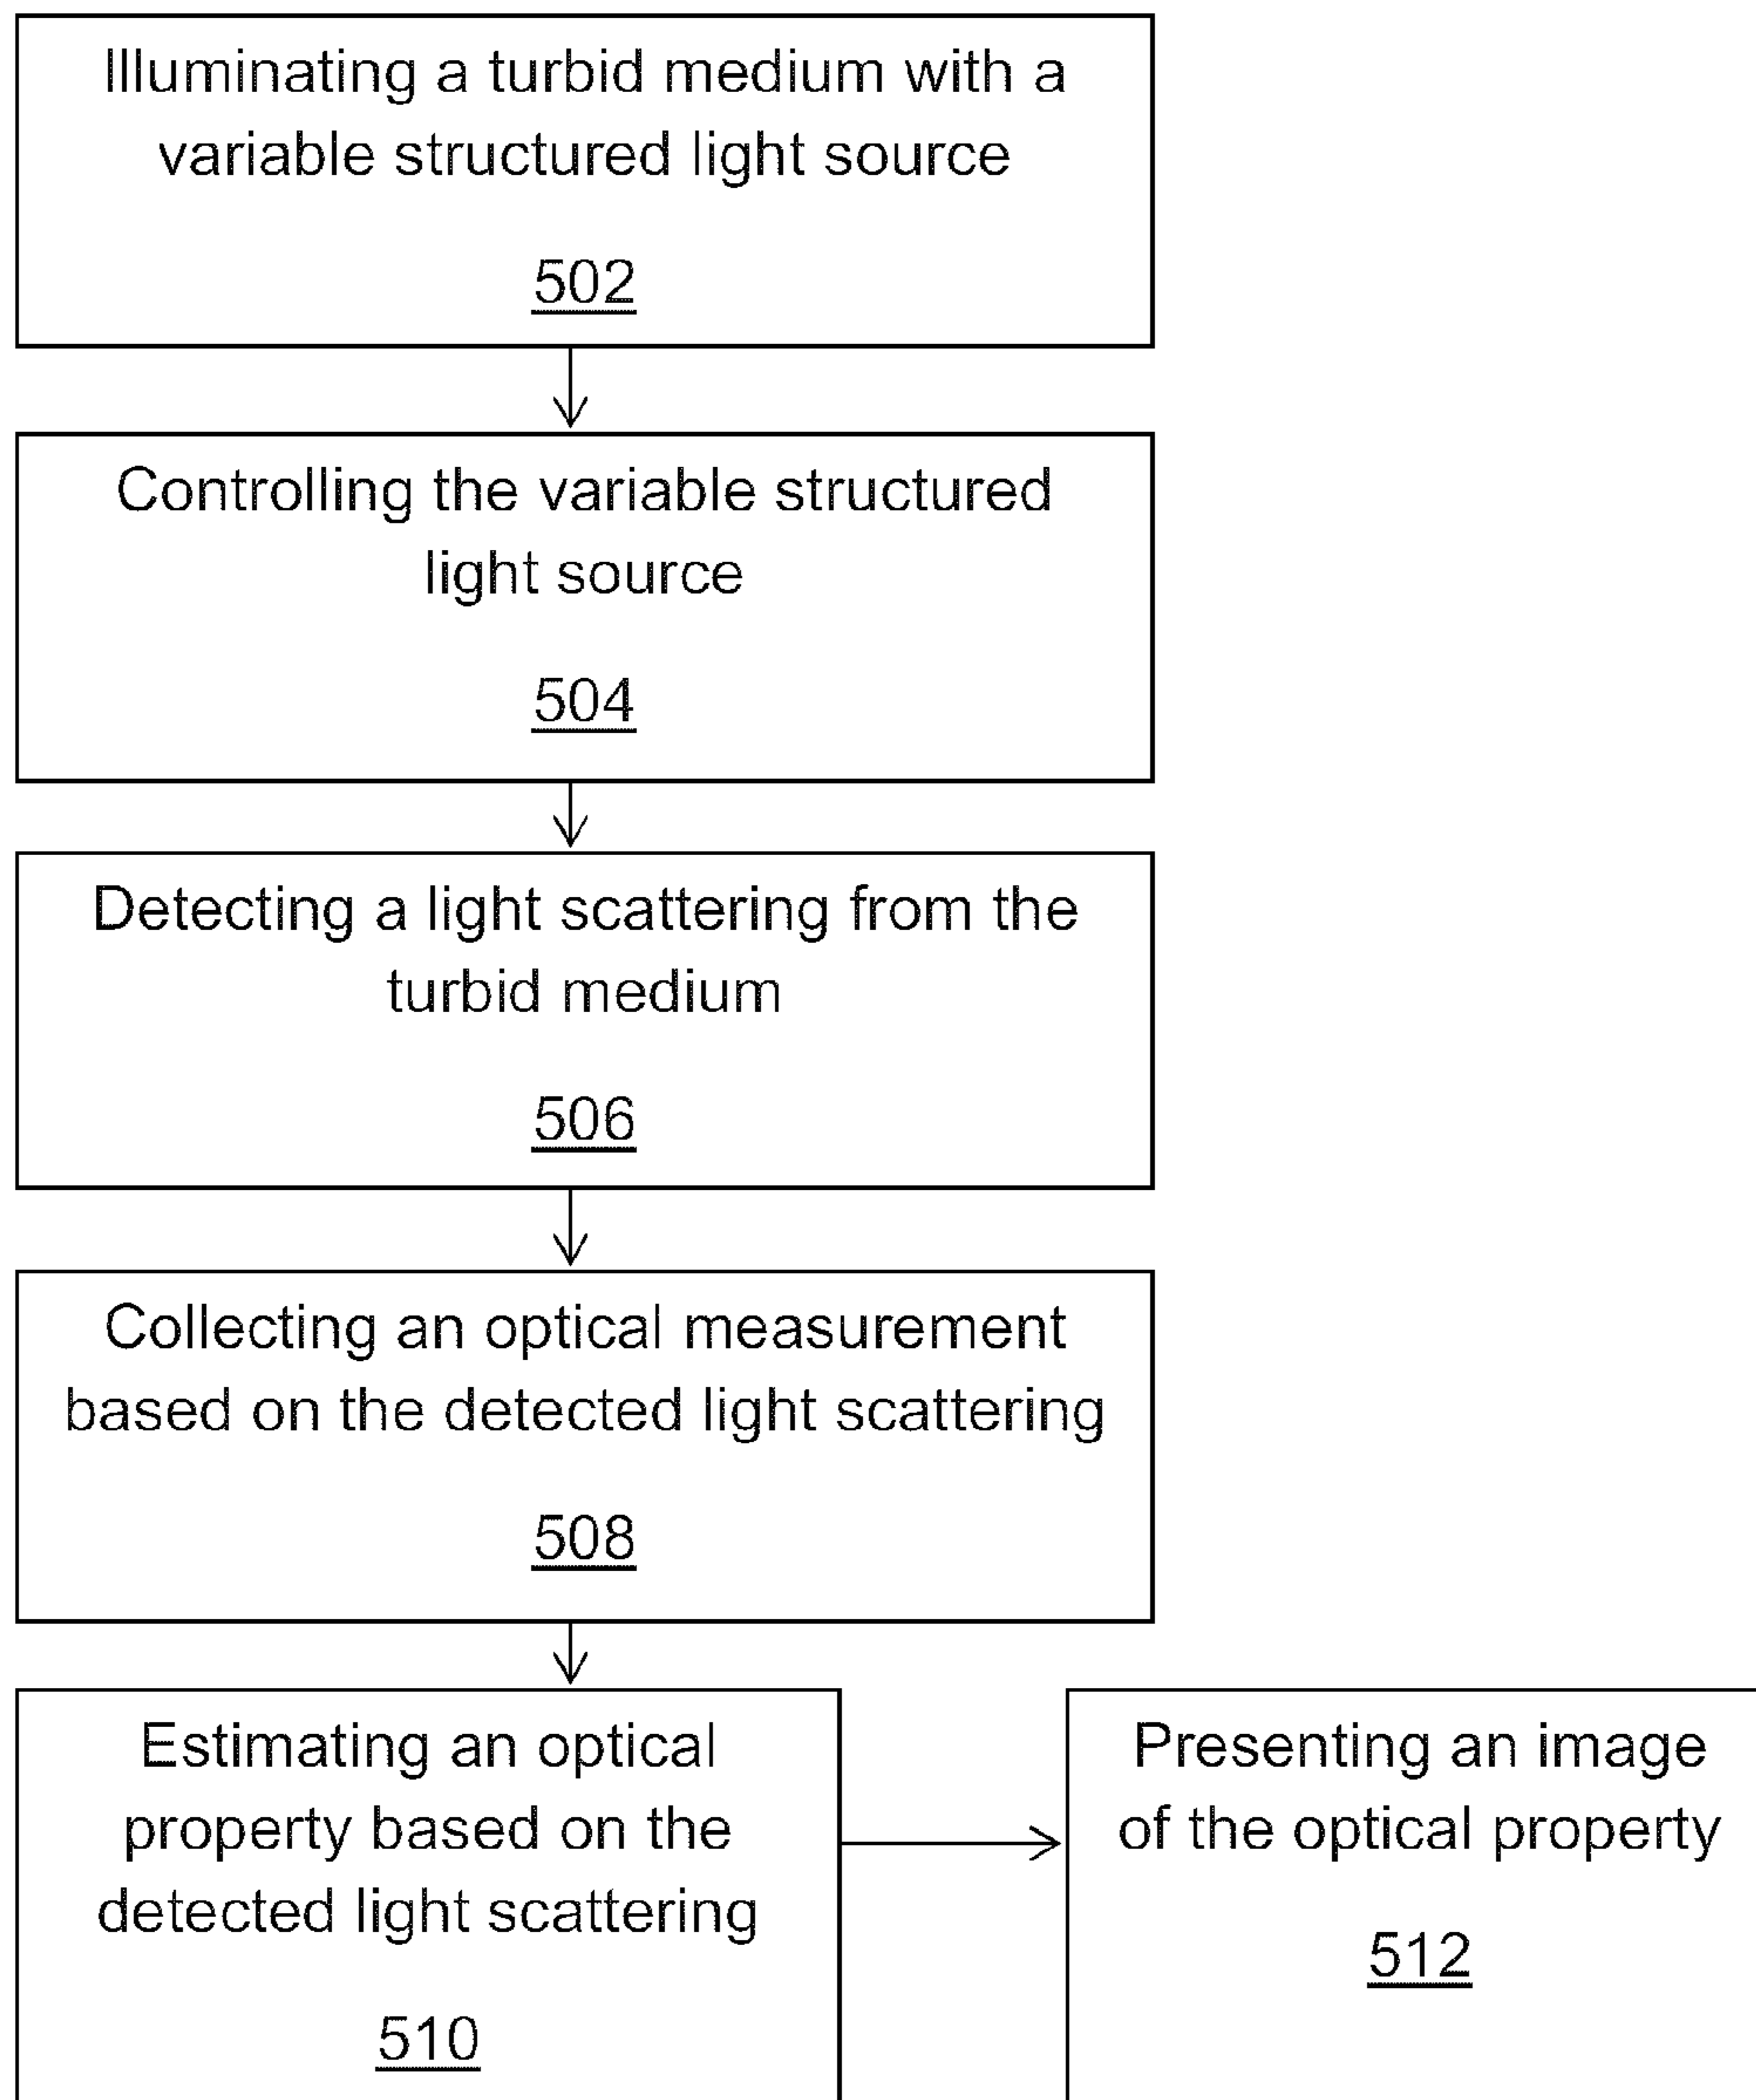 Illuminating a turbid medium with a
variable structured light source
502
Controlling the variable structured
light source
504
Detecting a light scattering from the
turbid medium
506
Collecting an optical measurement
based on the detected light scattering
508
Estimating an optical
property based on the
detected light scattering
510
Presenting an image
of the optical property
512